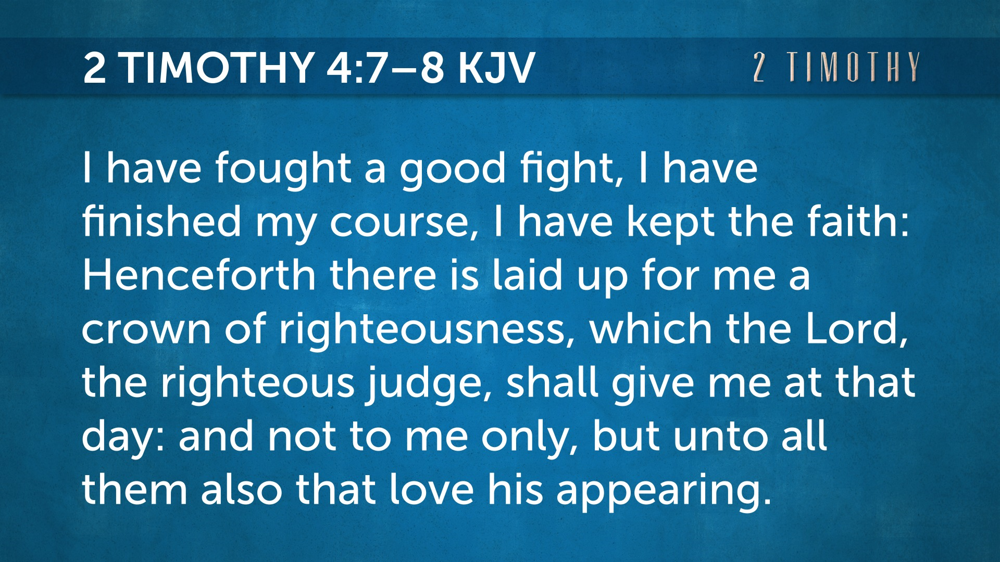 2 TIMOTHY 4:7–8 KJV
2 TIMOTHY
I have fought a good fight, I have
finished my course, I have kept the faith:
Henceforth there is laid up for me a
crown of righteousness, which the Lord,
the righteous judge, shall give me at that
day: and not to me only, but unto all
them also that love his appearing.